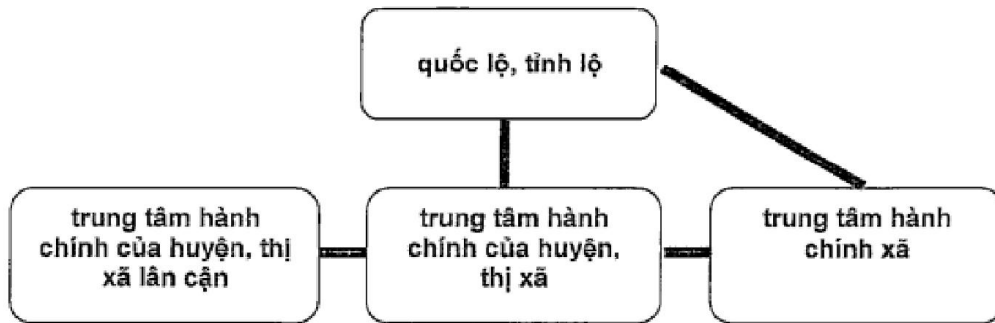 quốc lộ, tỉnh lộ
trung tâm hành
chính của huyện, thị
xã lân cận
trung tâm hành
chính của huyện,
thị xã
trung tâm hành
chính xã